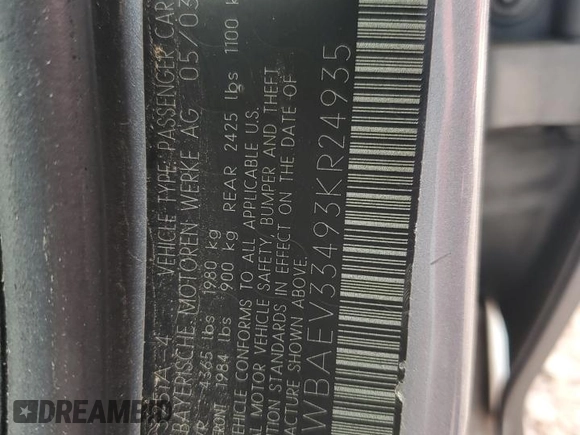 VEHICLE TYPE PASSENGER CAR
BAYERISCHE MOTOREN WERKE AG 05/03
4365 lbs 1980 kg
1984 lbs 900 kg REAR 2425 lbs 1100 k
VEHICLE CONFORMS TO ALL APPLICABLE U.S.
MOTOR VEHICLE SAFETY, BUMPER AND THEFT
STANDARDS IN EFFECT ON THE DATE OF
FACTURE SHOWN ABOVE.
WBAEV33493KR24935
DREAMBID